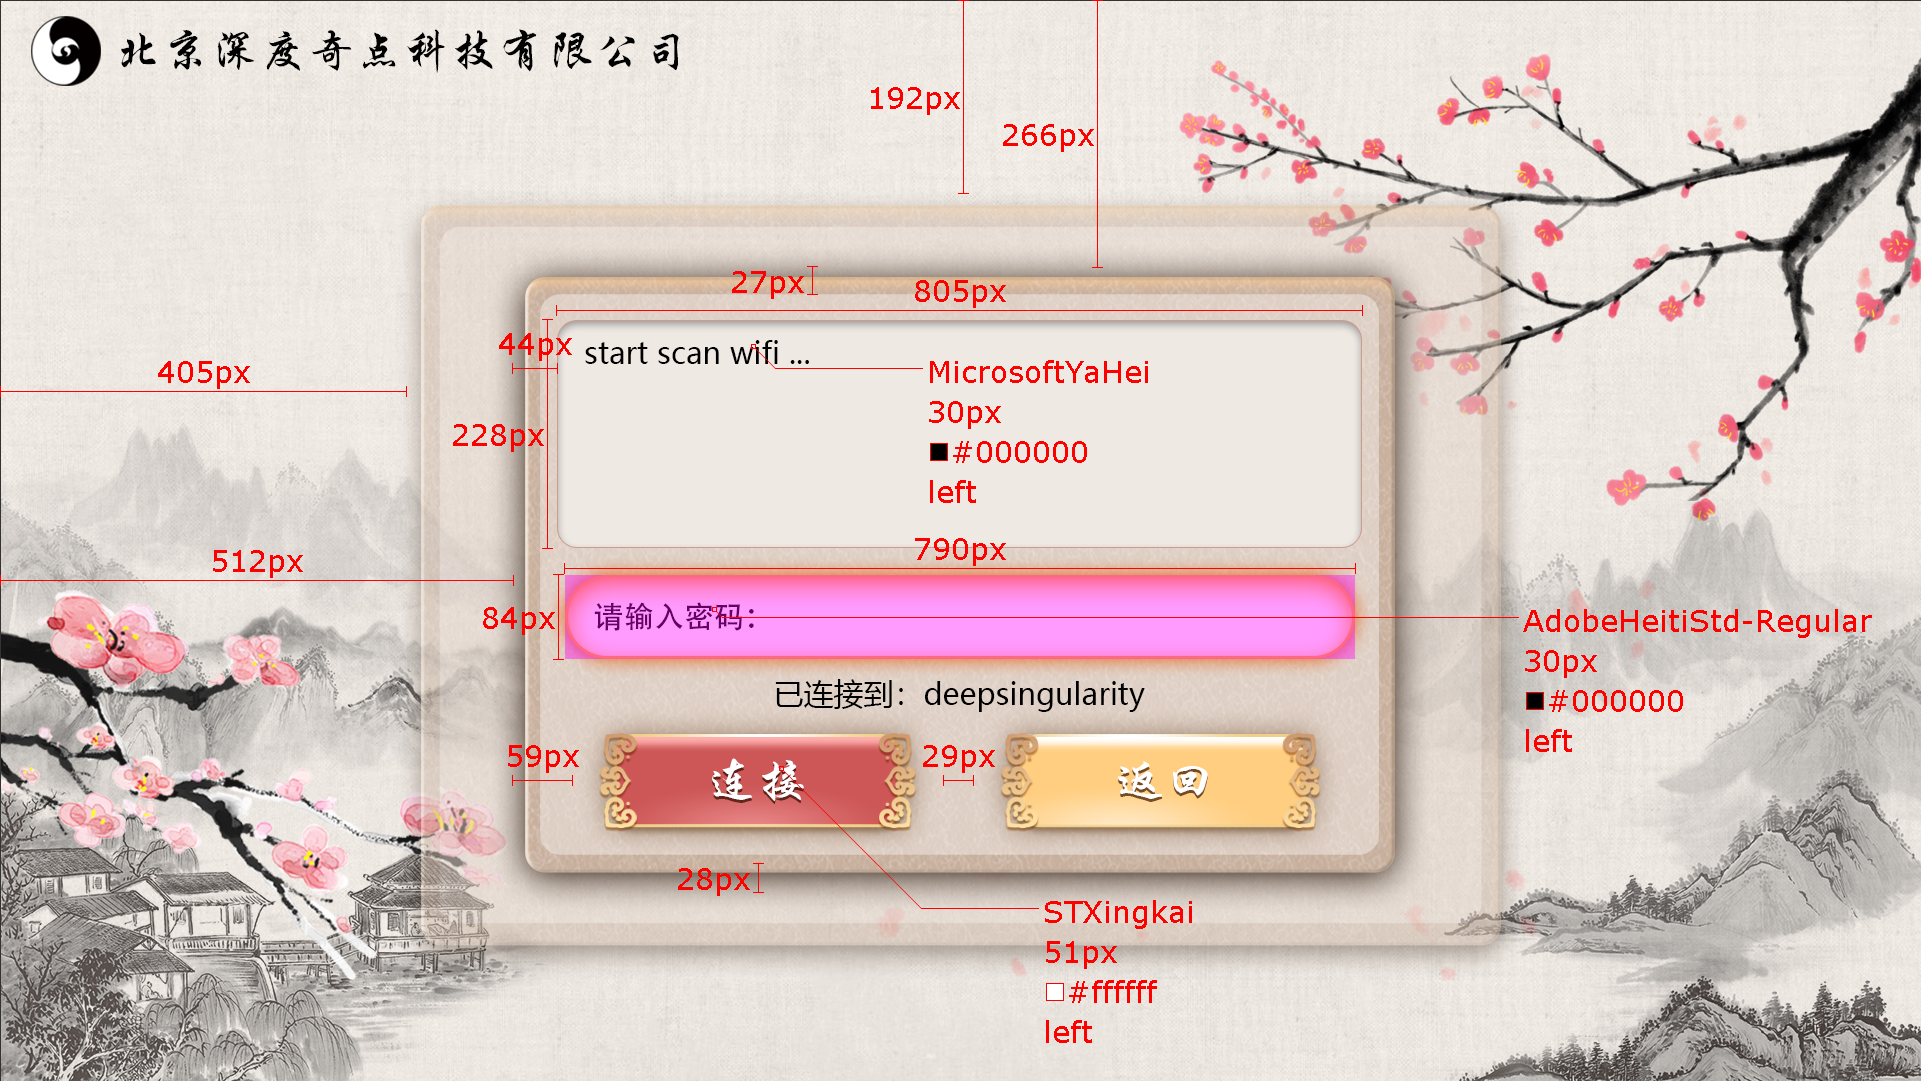 北京深度奇点科技有限公司
192px
266px
27px
805px
44px
start scan wifi ...
405px
MicrosoftYaHei
30px
#000000
left
228px
790px
512px
84px
请输入密码：
AdobeHeitiStd-Regular
30px
#000000
left
已连接到：deepsingularity
59px
连接
29px
返回
28px
STXingkai
51px
#ffffff
left